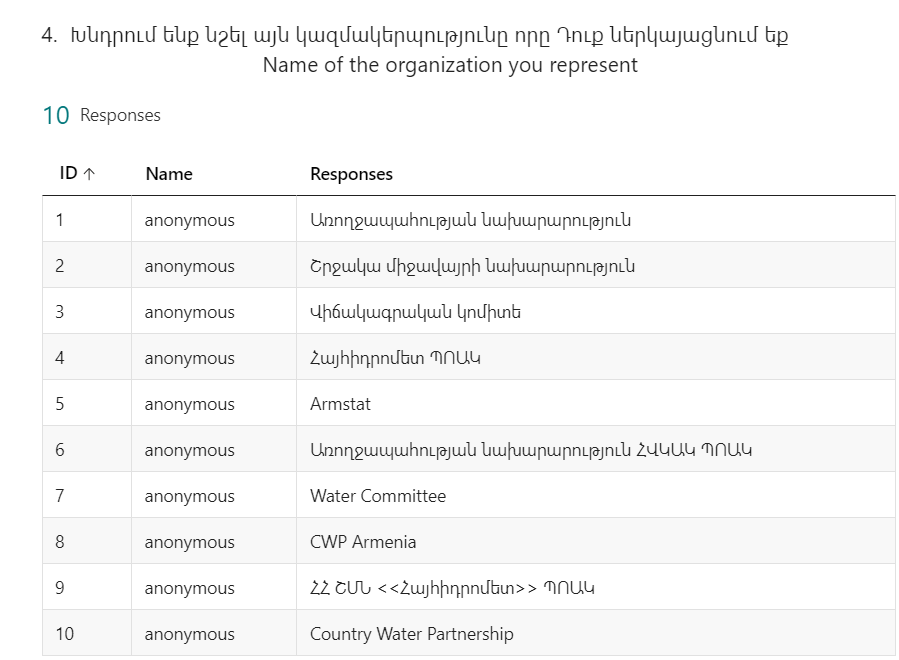 4. Խնդրում ենք նշել այն կազմակերպությունը որը Դուք ներկայացնում եք
Name of the organization you represent
10 Responses
ID ↑ Name Responses
1 anonymous Առողջապահության նախարարություն
2 anonymous Շրջակա միջավայրի նախարարություն
3 anonymous Վիճակագրական կոմիտե
4 anonymous Հայհիդրոմետ ՊՈԱԿ
5 anonymous Armstat
6 anonymous Առողջապահության նախարարություն ՀՎԿԱԿ ՊՈԱԿ
7 anonymous Water Committee
8 anonymous CWP Armenia
9 anonymous ՀՀ ՇՄՆ <<Հայհիդրոմետ>> ՊՈԱԿ
10 anonymous Country Water Partnership